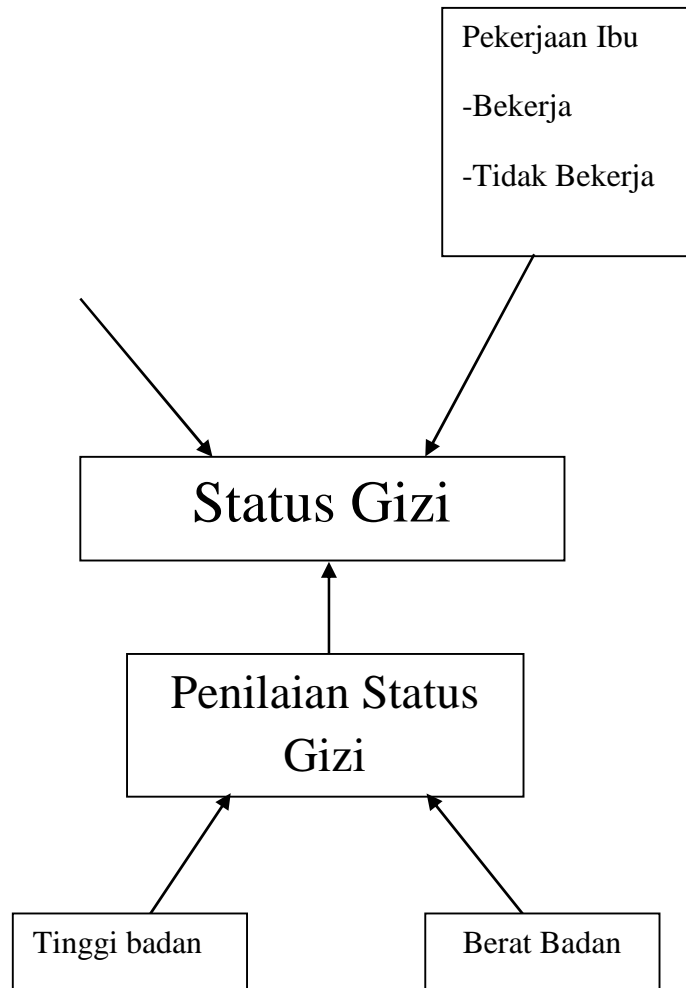 Pekerjaan Ibu
-Bekerja
-Tidak Bekerja
Status Gizi
Penilaian Status
Gizi
Tinggi badan
Berat Badan